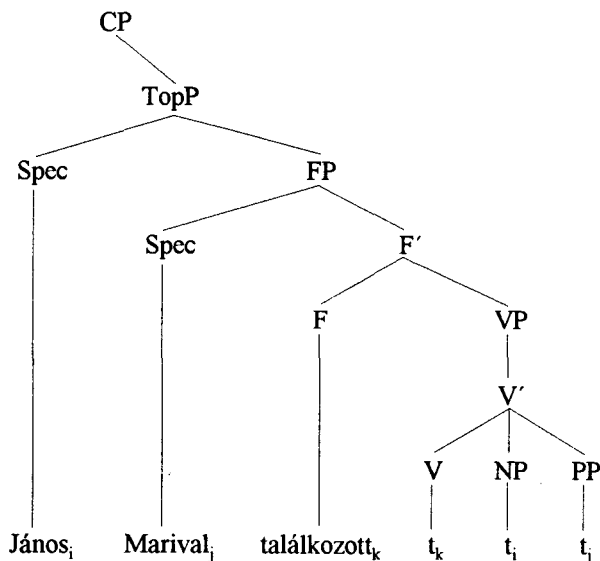 CP
TopP
Spec FP
Spec F´
F VP
V´
V NP PP
Jánosᵢ Marivalⱼ találkozottₖ tₖ tᵢ tⱼ